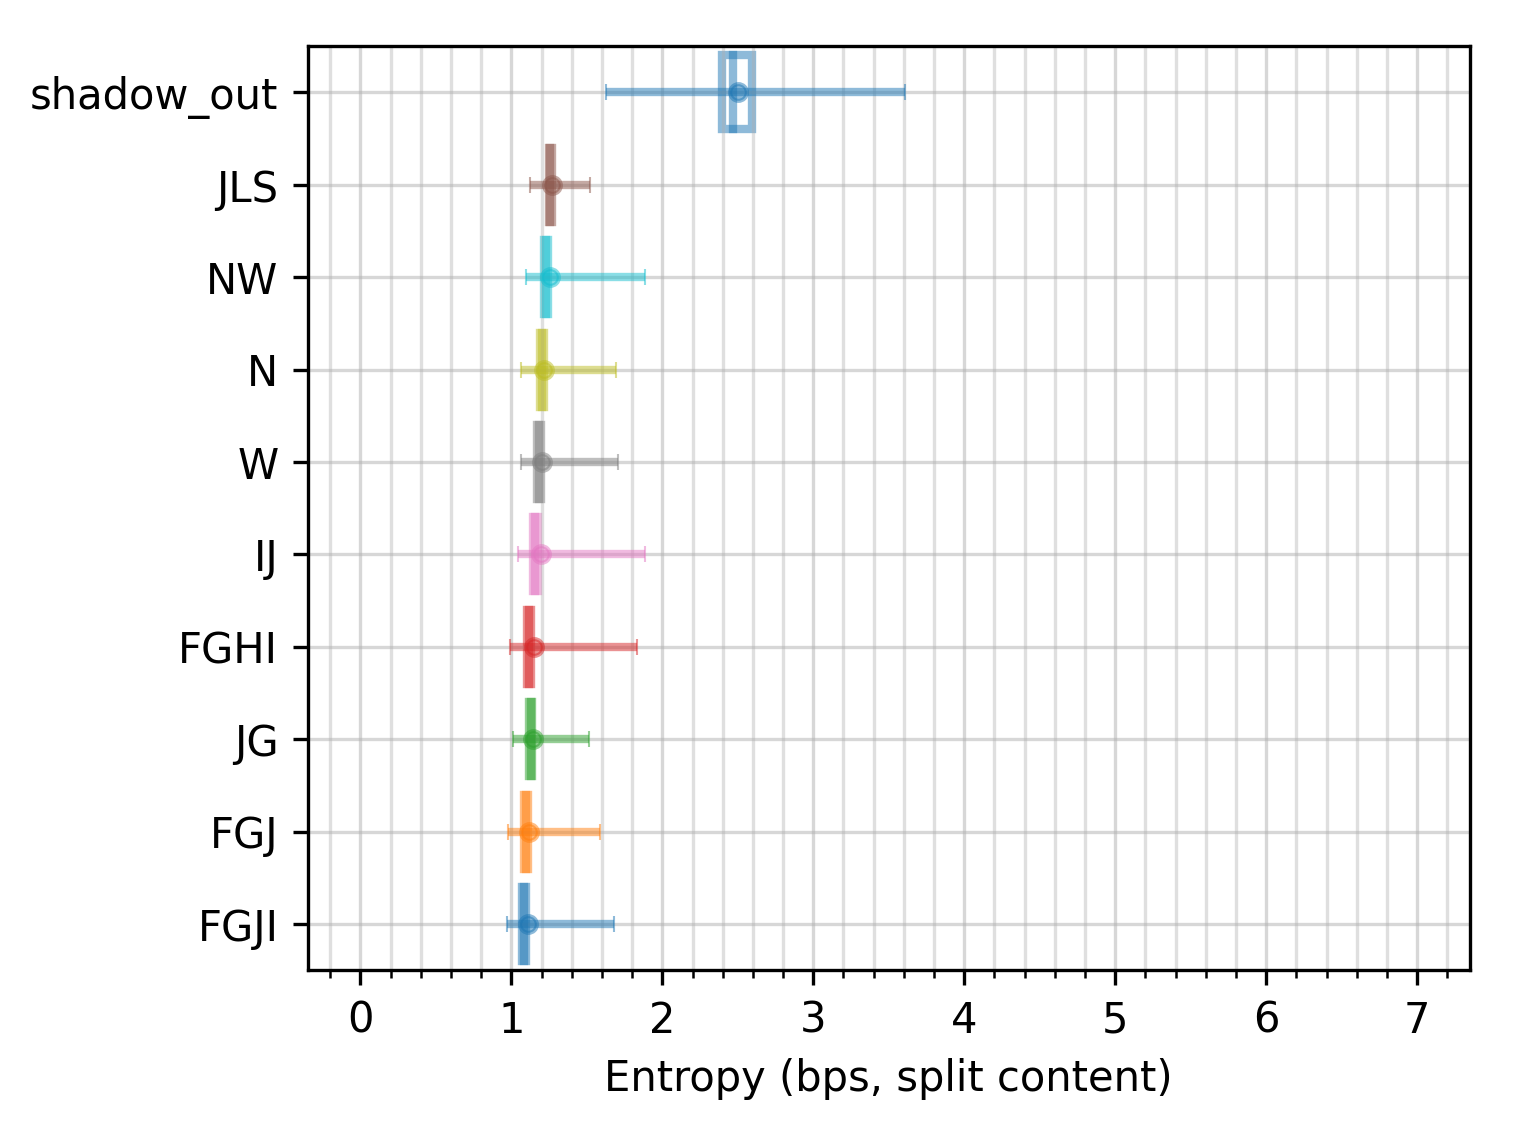 shadow_out
JLS
NW
N
W
IJ
FGHI
JG
FGJ
FGJI
0 1 2 3 4 5 6 7
Entropy (bps, split content)